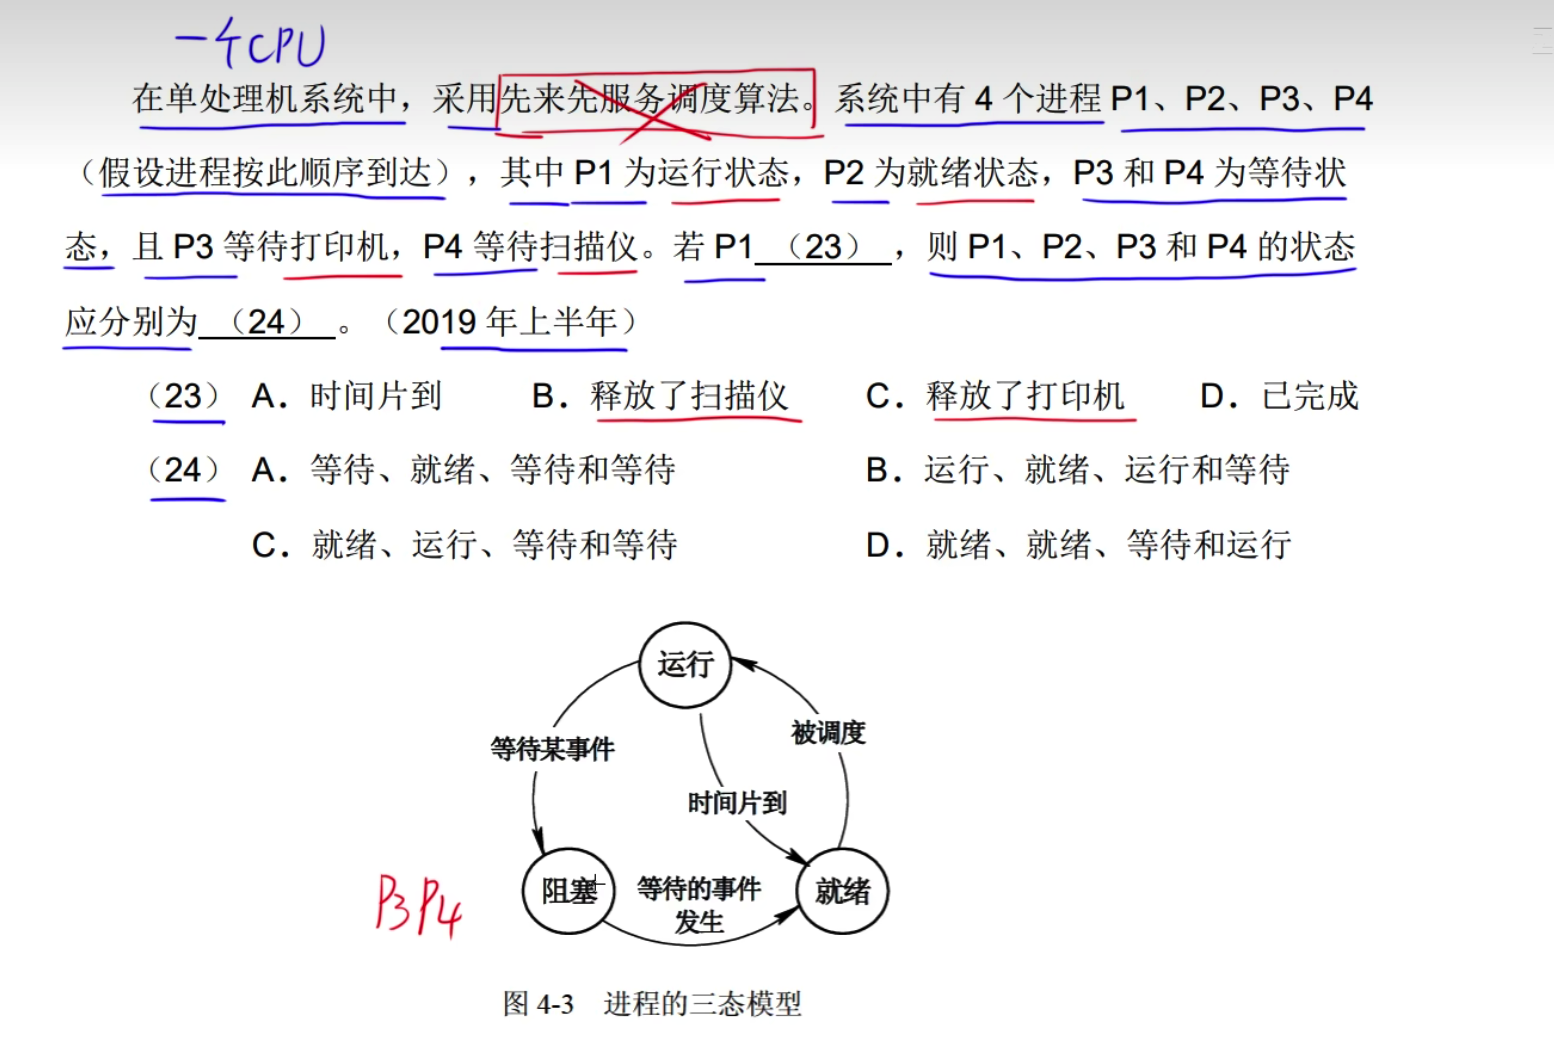 一个CPU
在单处理机系统中，采用先来先服务调度算法。系统中有 4 个进程 P1、P2、P3、P4
（假设进程按此顺序到达），其中 P1 为运行状态，P2 为就绪状态，P3 和 P4 为等待状
态，且 P3 等待打印机，P4 等待扫描仪。若 P1 （23） ，则 P1、P2、P3 和 P4 的状态
应分别为 （24） 。（2019 年上半年）
（23） A．时间片到 B．释放了扫描仪 C．释放了打印机 D．已完成
（24） A．等待、就绪、等待和等待 B．运行、就绪、运行和等待
C．就绪、运行、等待和等待 D．就绪、就绪、等待和运行
运行
等待某事件
被调度
时间片到
P3 P4
阻塞
等待的事件
发生
就绪
图 4-3 进程的三态模型